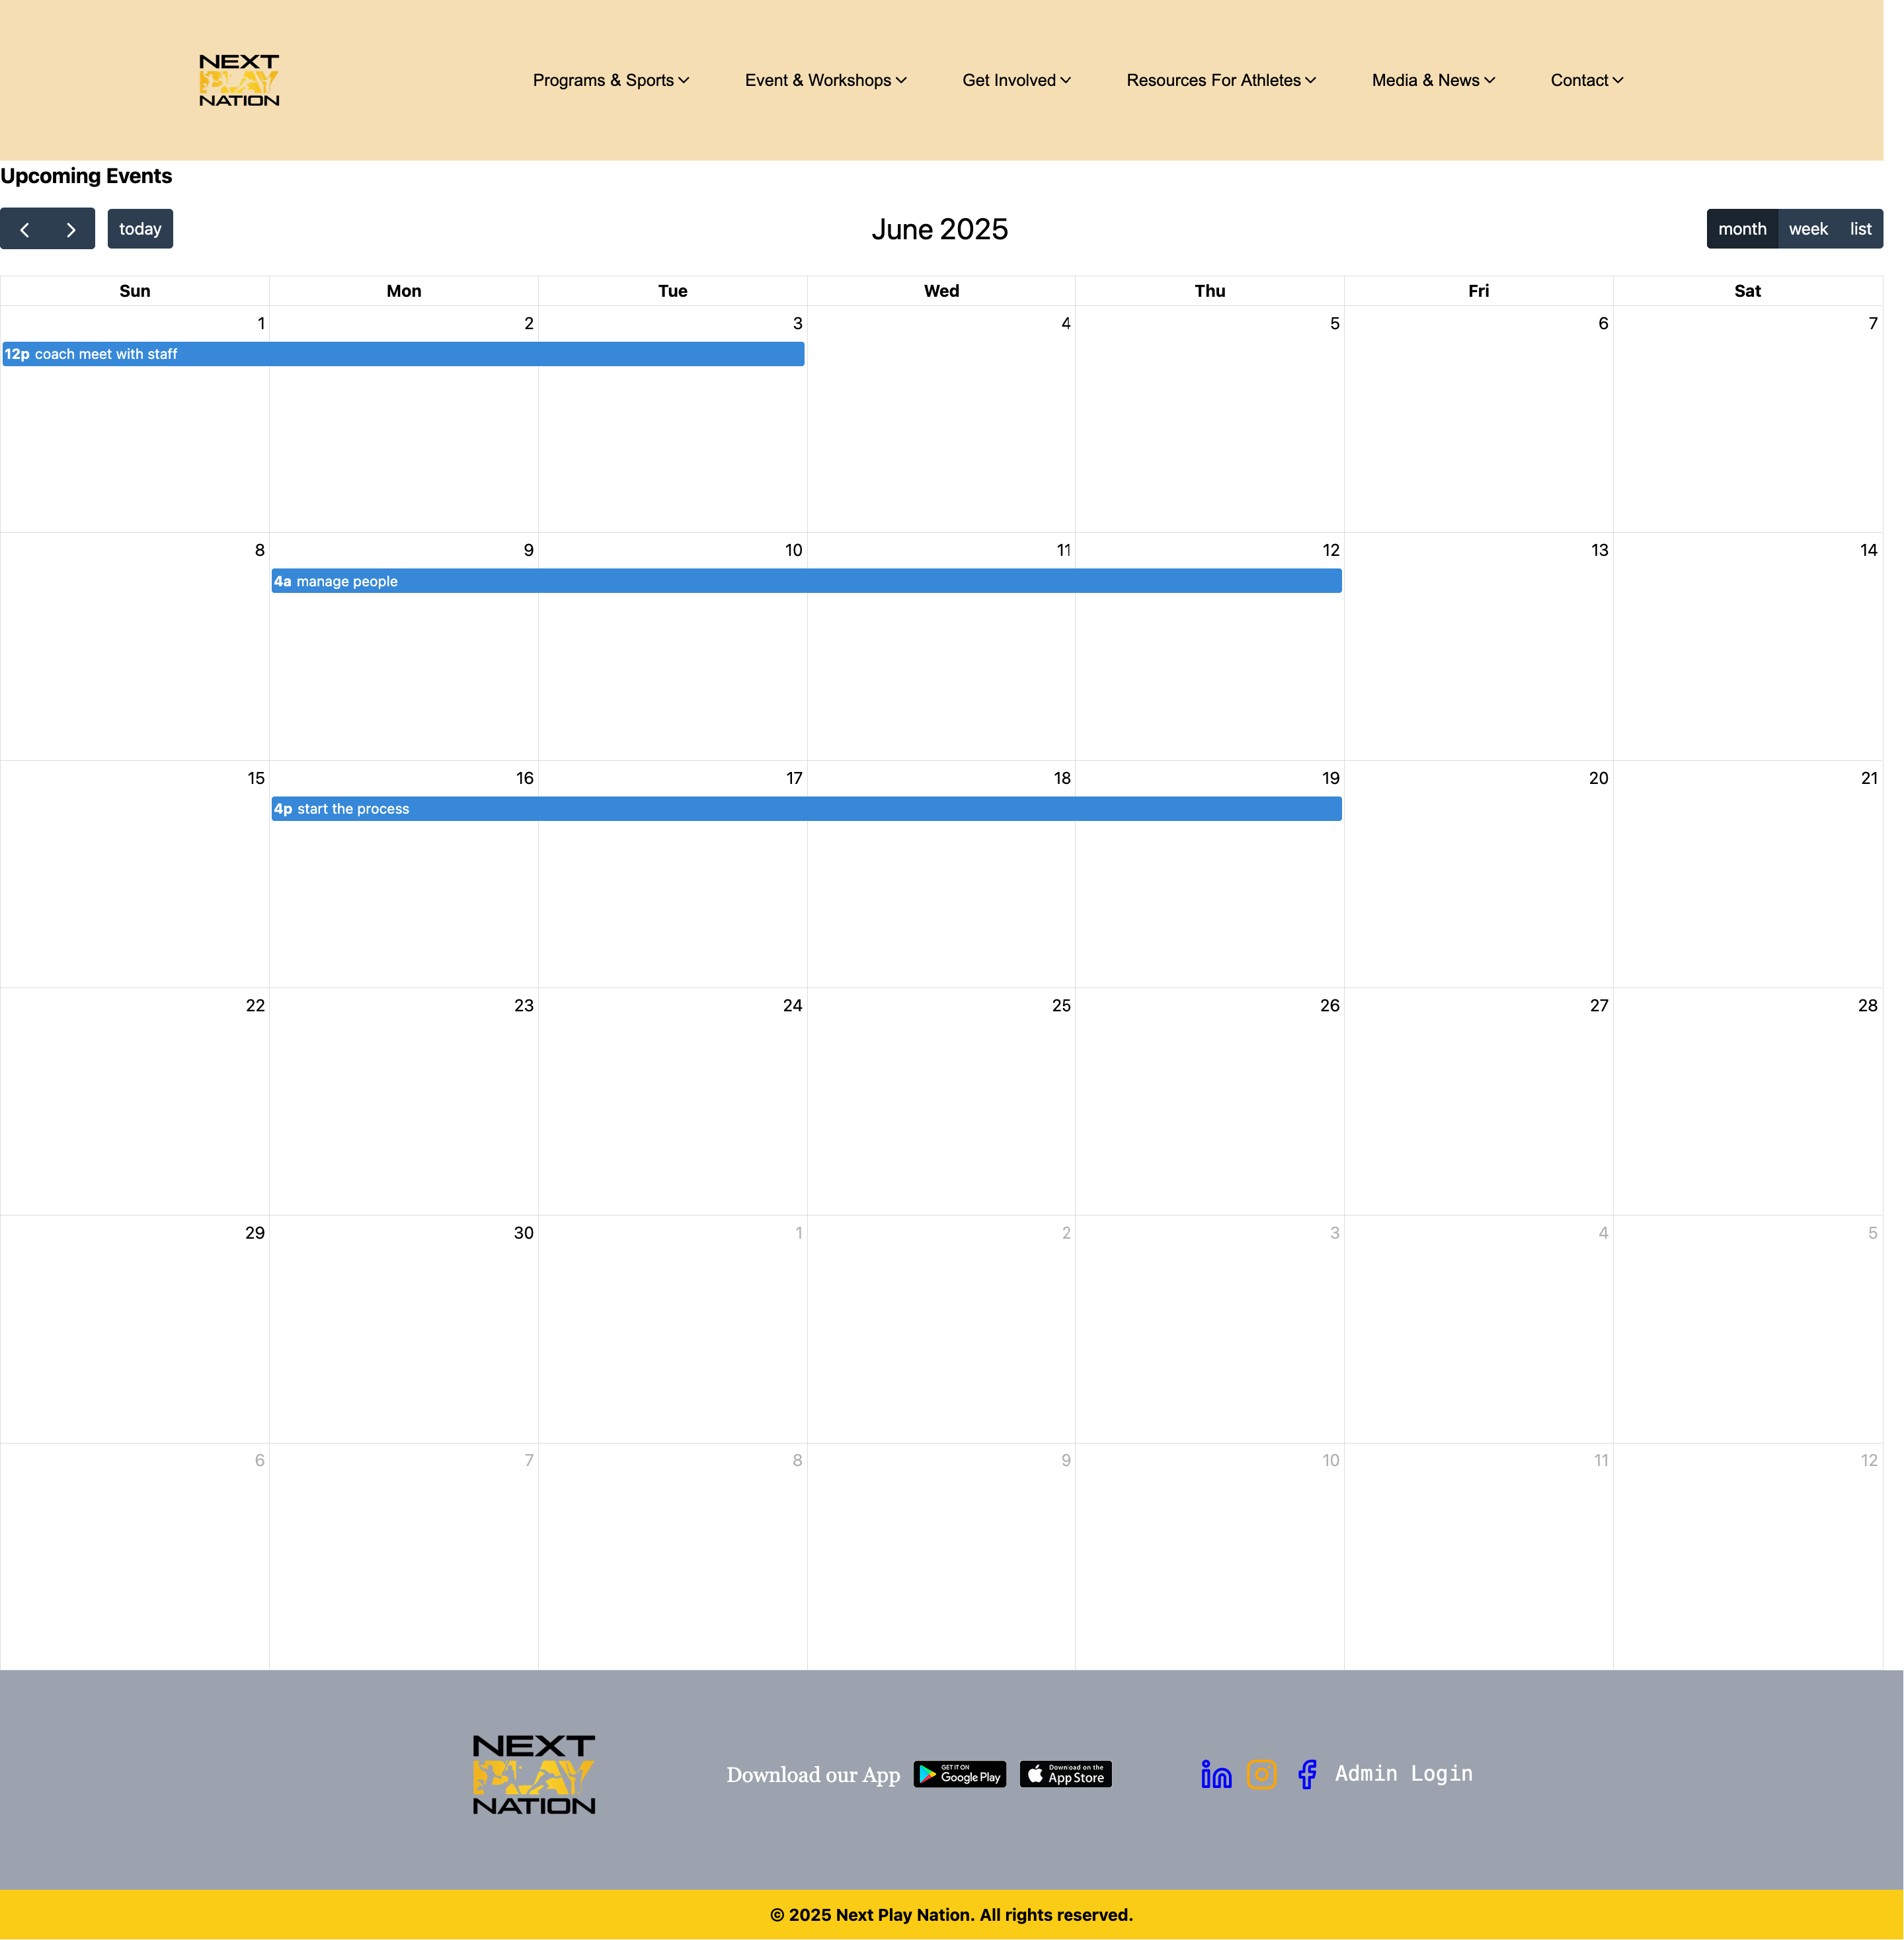 NEXT
PLAY
NATION
Programs & Sports Event & Workshops Get Involved Resources For Athletes Media & News Contact
Upcoming Events
today June 2025 month week list
Sun Mon Tue Wed Thu Fri Sat
1 2 3 4 5 6 7
12p coach meet with staff
8 9 10 11 12 13 14
4a manage people
15 16 17 18 19 20 21
4p start the process
22 23 24 25 26 27 28
29 30 1 2 3 4 5
6 7 8 9 10 11 12
NEXT
PLAY
NATION
Download our App
GET IT ON
Google Play
Download on the
App Store
in
Admin Login
© 2025 Next Play Nation. All rights reserved.